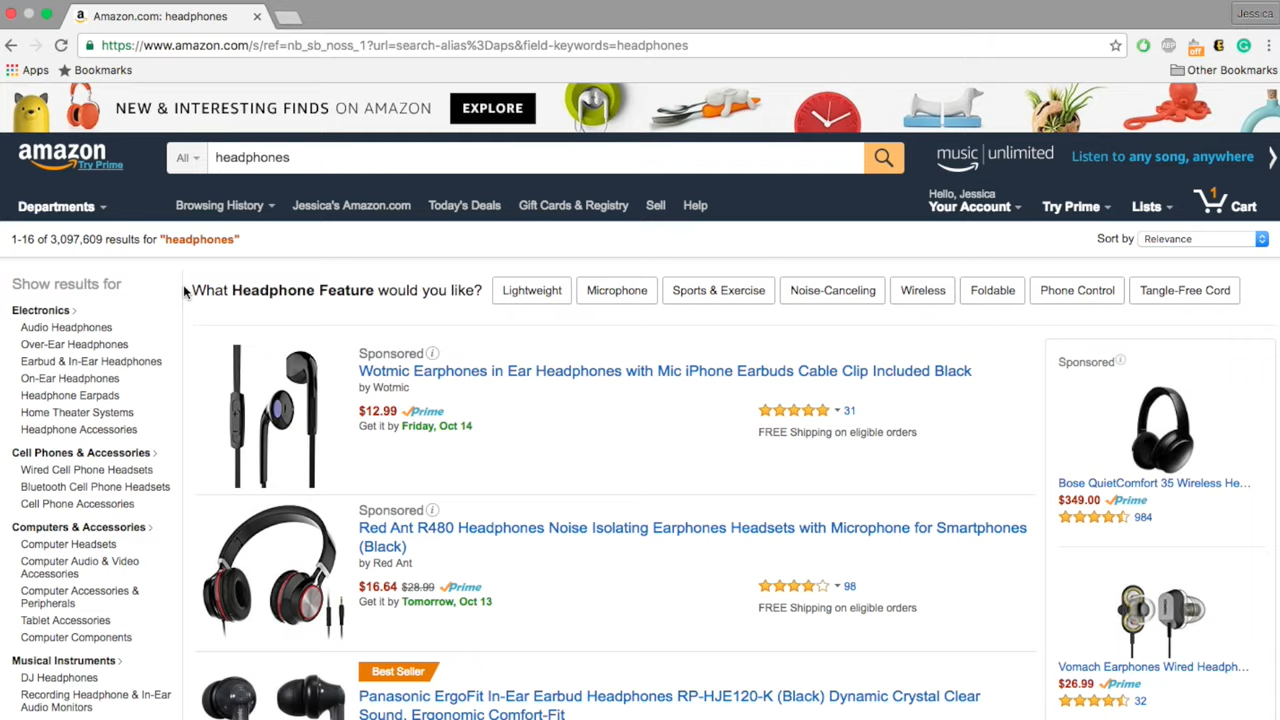 Amazon.com: headphones
Jessica
https://www.amazon.com/s/ref=nb_sb_noss_1?url=search-alias%3Daps&field-keywords=headphones
ABP
off
Apps Bookmarks Other Bookmarks
NEW & INTERESTING FINDS ON AMAZON EXPLORE
amazon
Try Prime
All headphones
music unlimited Listen to any song, anywhere
Departments Browsing History Jessica's Amazon.com Today's Deals Gift Cards & Registry Sell Help
Hello, Jessica
Your Account Try Prime Lists 1 Cart
1-16 of 3,097,609 results for "headphones" Sort by Relevance
Show results for
Electronics
Audio Headphones
Over-Ear Headphones
Earbud & In-Ear Headphones
On-Ear Headphones
Headphone Earpads
Home Theater Systems
Headphone Accessories
Cell Phones & Accessories
Wired Cell Phone Headsets
Bluetooth Cell Phone Headsets
Cell Phone Accessories
Computers & Accessories
Computer Headsets
Computer Audio & Video
Accessories
Computer Accessories &
Peripherals
Tablet Accessories
Computer Components
Musical Instruments
DJ Headphones
Recording Headphone & In-Ear
Audio Monitors
What Headphone Feature would you like? Lightweight Microphone Sports & Exercise Noise-Canceling Wireless Foldable Phone Control Tangle-Free Cord
Sponsored
Wotmic Earphones in Ear Headphones with Mic iPhone Earbuds Cable Clip Included Black
by Wotmic
$12.99 Prime
Get it by Friday, Oct 14
31
FREE Shipping on eligible orders
Sponsored
Red Ant R480 Headphones Noise Isolating Earphones Headsets with Microphone for Smartphones
(Black)
by Red Ant
$16.64 $28.99 Prime
Get it by Tomorrow, Oct 13
98
FREE Shipping on eligible orders
Best Seller
Panasonic ErgoFit In-Ear Earbud Headphones RP-HJE120-K (Black) Dynamic Crystal Clear
Sound, Ergonomic Comfort-Fit
Sponsored
Bose QuietComfort 35 Wireless He...
$349.00 Prime
984
Vomach Earphones Wired Headph...
$26.99 Prime
32